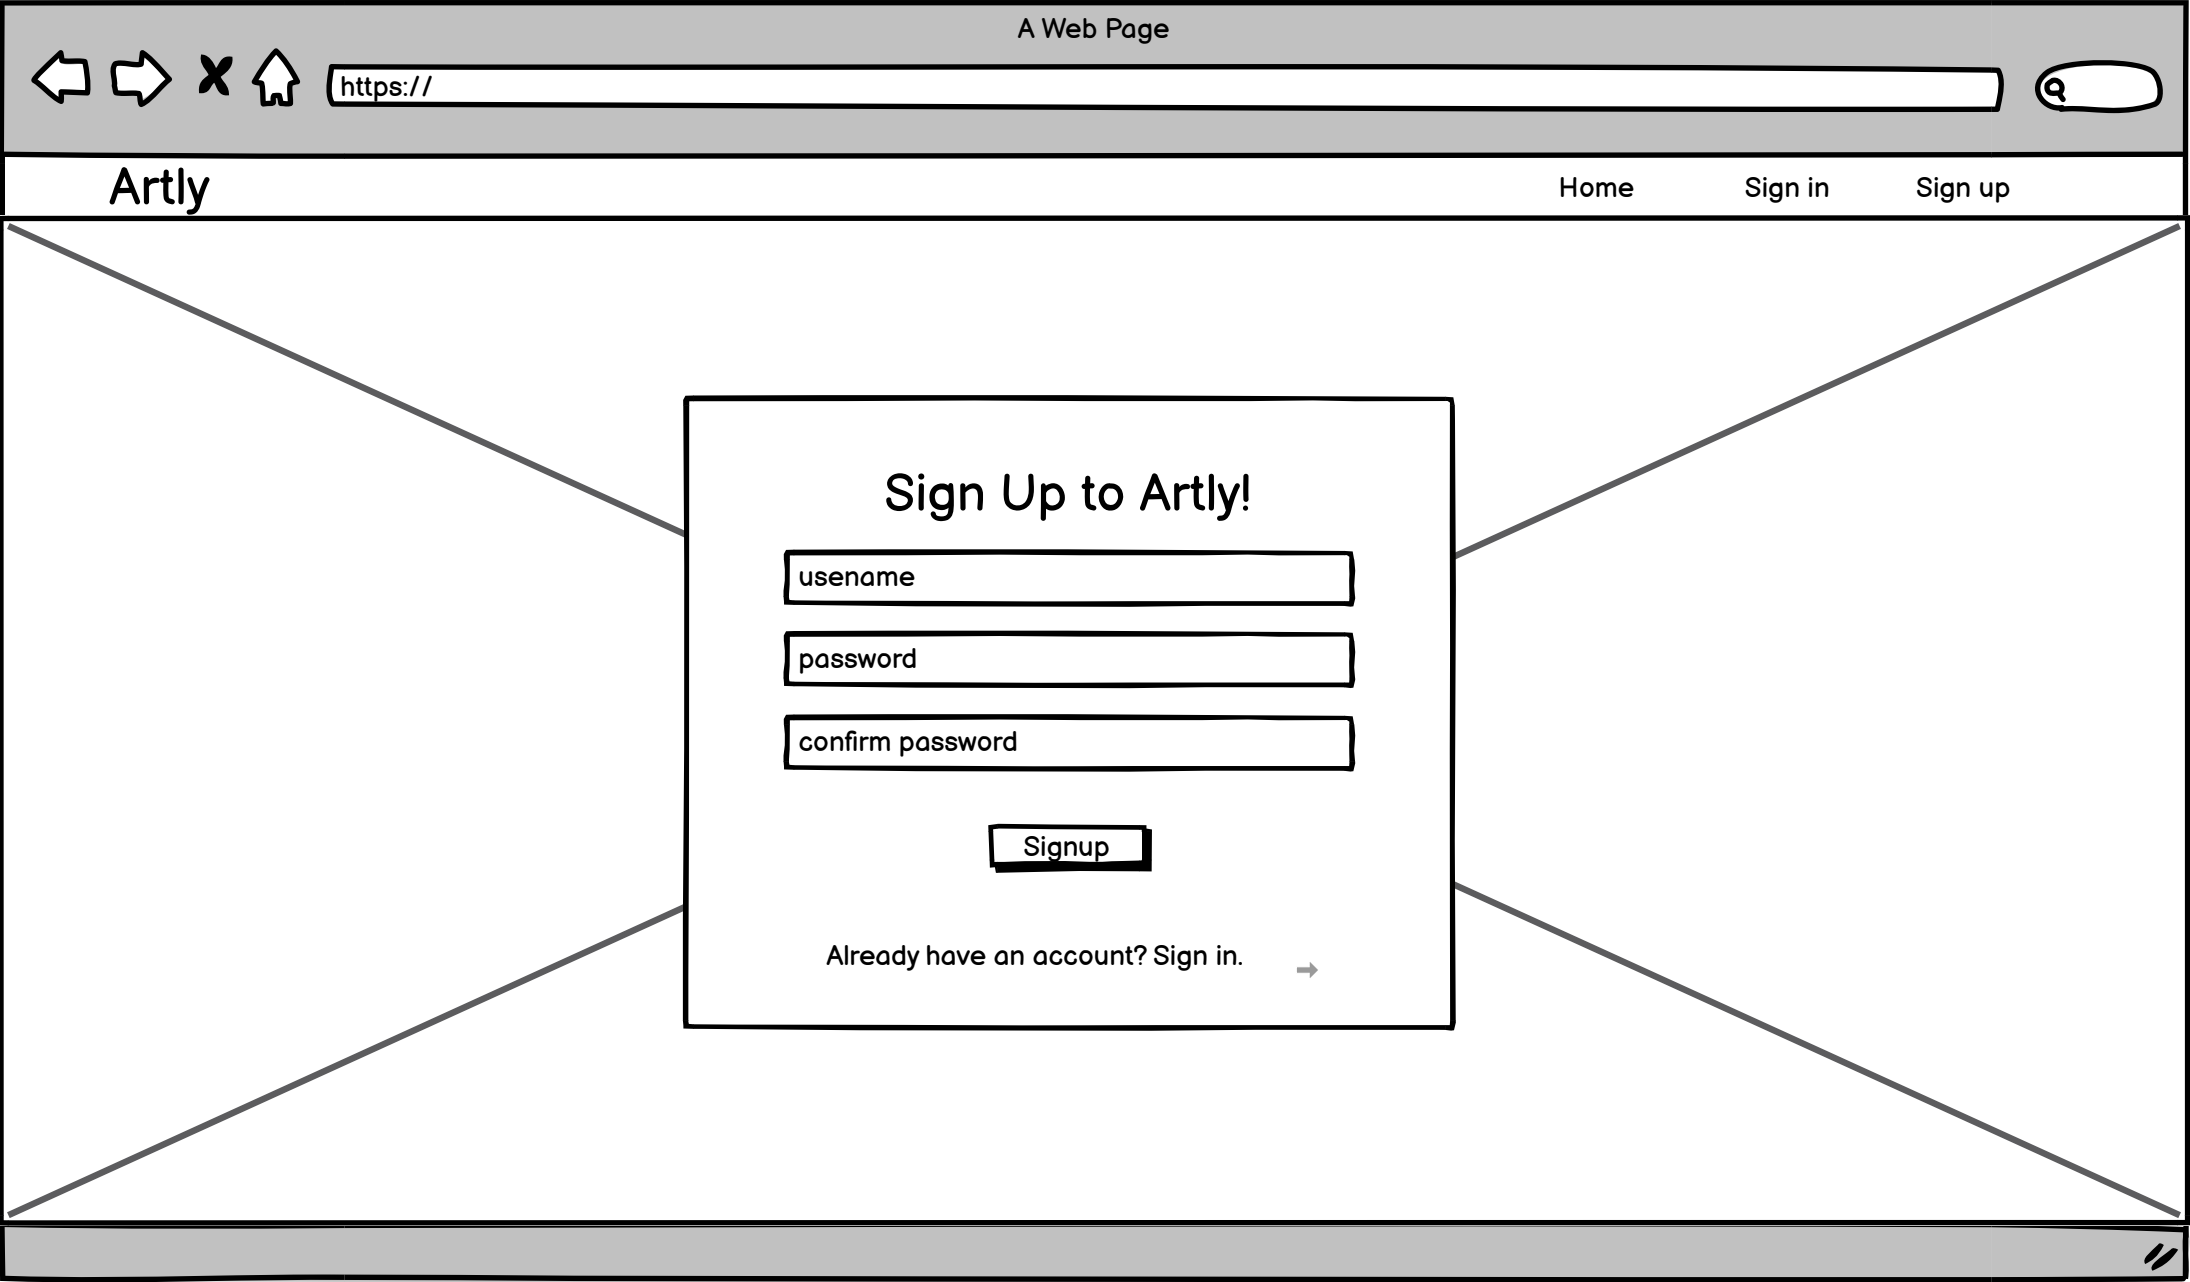 A Web Page
https://
Artly
Home
Sign in
Sign up
Sign Up to Artly!
usename
password
confirm password
Signup
Already have an account? Sign in.